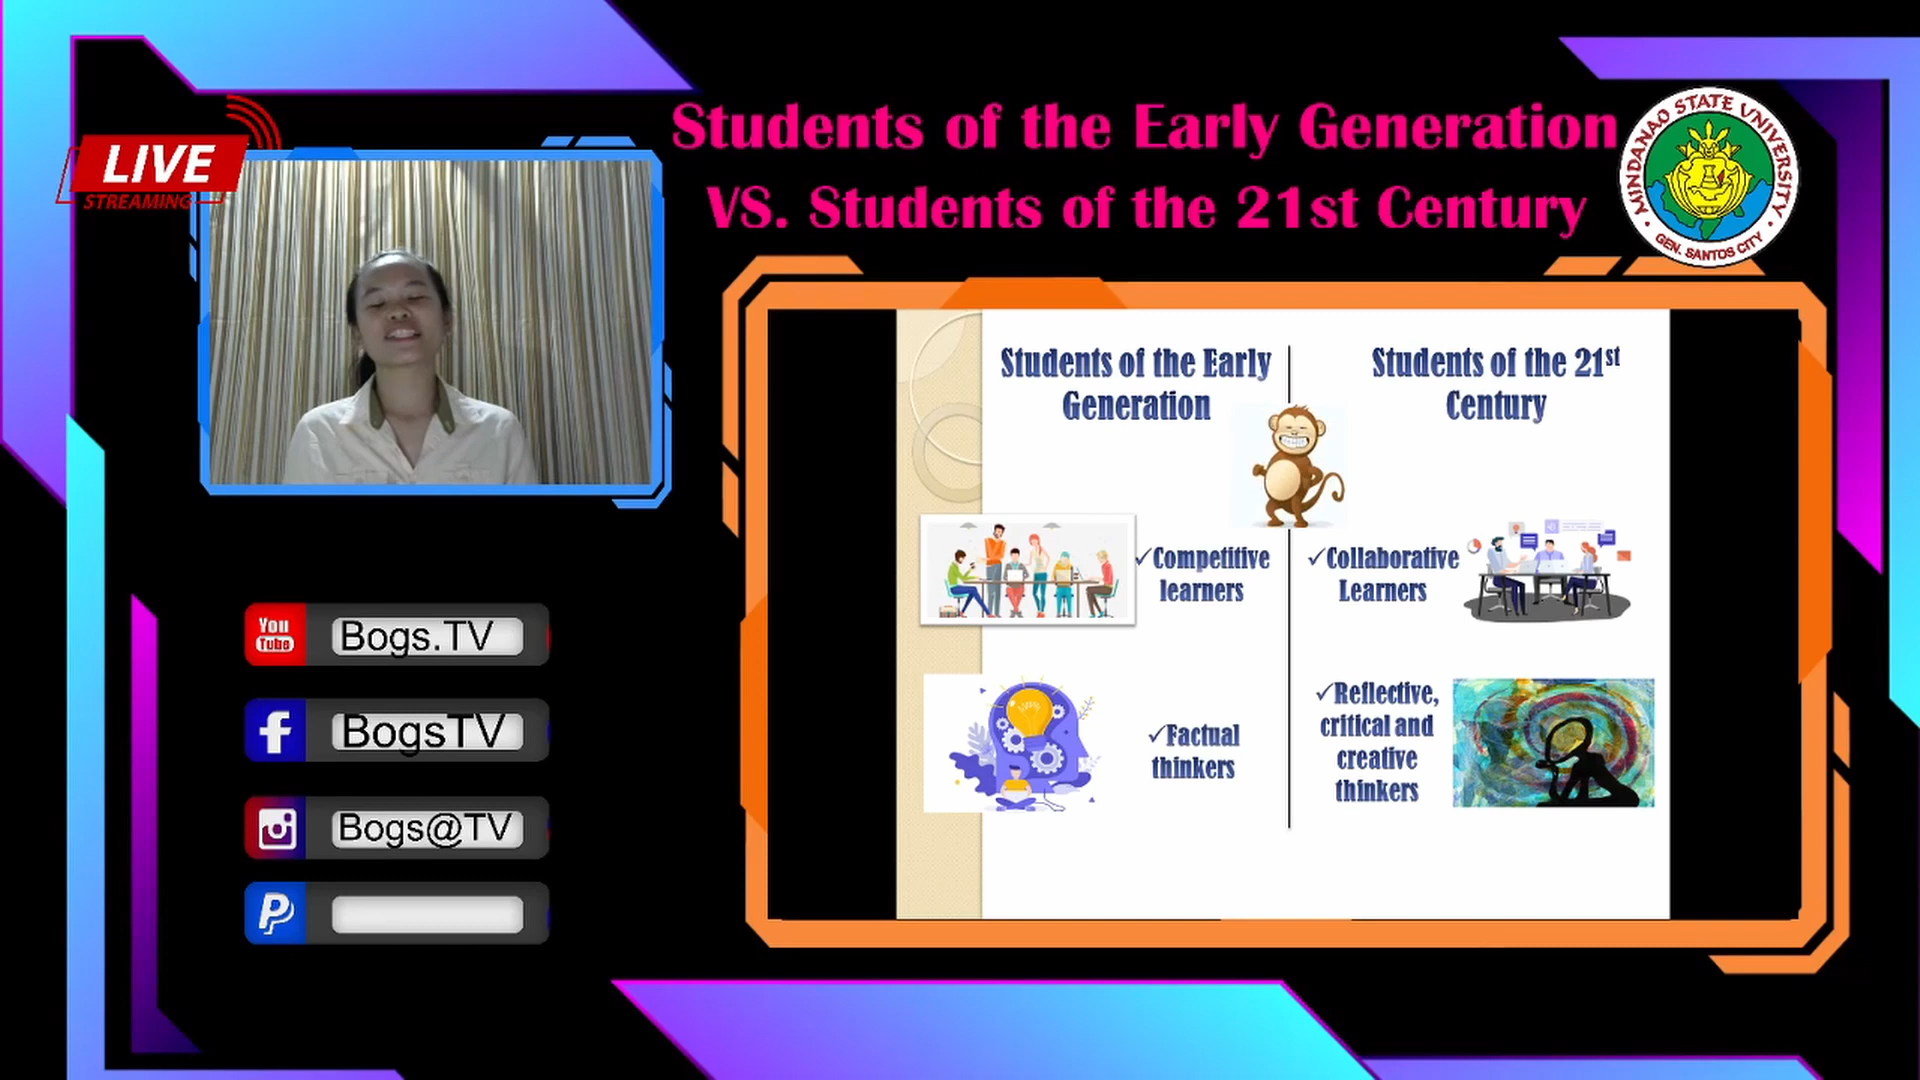 LIVE
STREAMING
Students of the Early Generation
VS. Students of the 21st Century
MINDANAO STATE UNIVERSITY
GEN. SANTOS CITY
Students of the Early
Generation
Students of the 21st
Century
✓Competitive
learners
✓Collaborative
Learners
✓Factual
thinkers
✓Reflective,
critical and
creative
thinkers
You
Tube
Bogs.TV
f
BogsTV
Bogs@TV
P